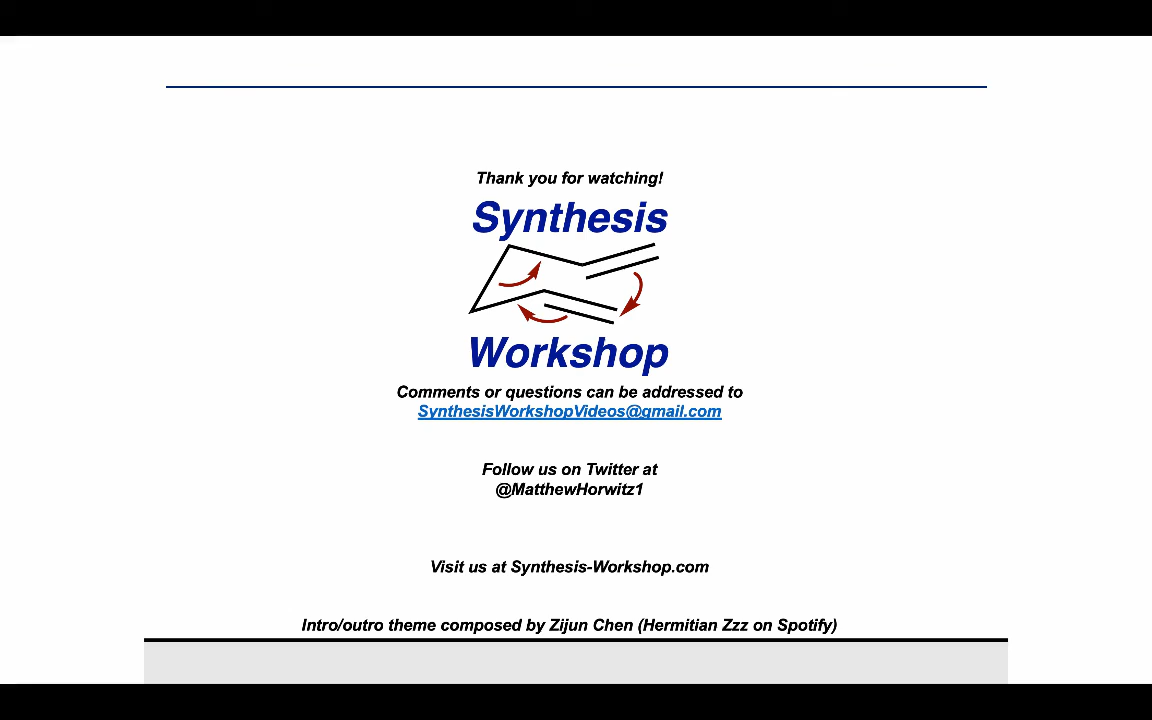 Thank you for watching!
Synthesis
Workshop
Comments or questions can be addressed to
SynthesisWorkshopVideos@gmail.com
Follow us on Twitter at
@MatthewHorwitz1
Visit us at Synthesis-Workshop.com
Intro/outro theme composed by Zijun Chen (Hermitian Zzz on Spotify)